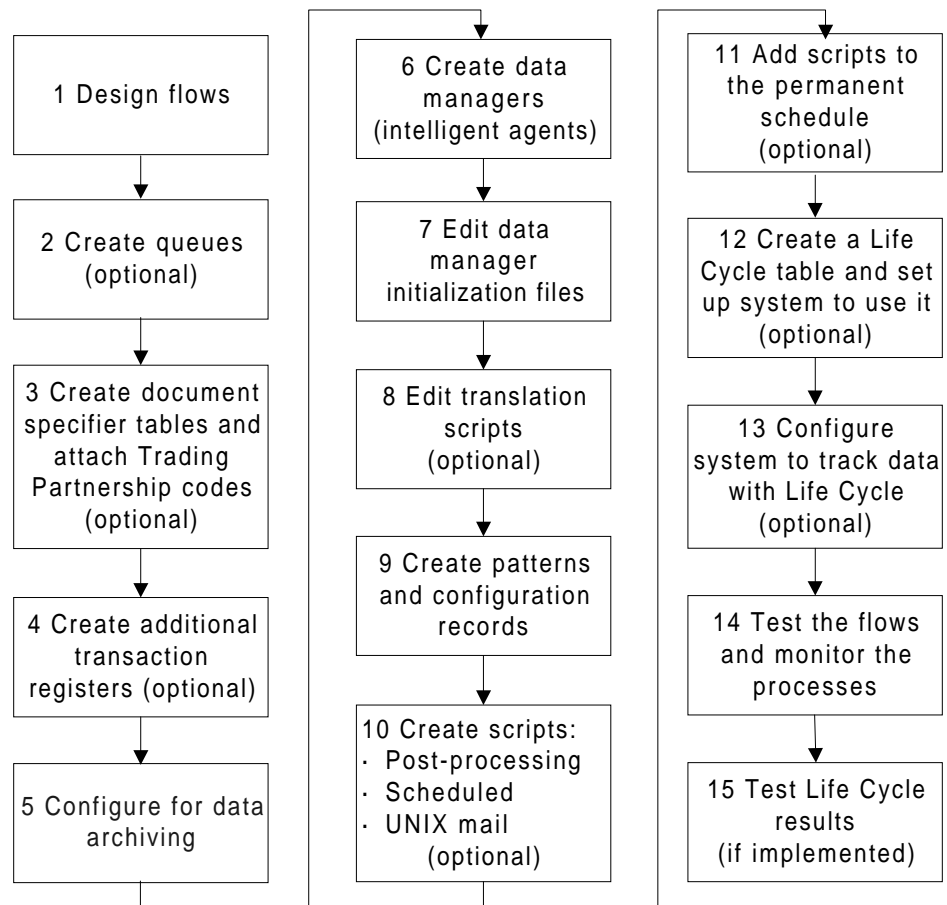 1 Design flows
2 Create queues
(optional)
3 Create document
specifier tables and
attach Trading
Partnership codes
(optional)
4 Create additional
transaction
registers (optional)
5 Configure for data
archiving
6 Create data
managers
(intelligent agents)
7 Edit data
manager
initialization files
8 Edit translation
scripts
(optional)
9 Create patterns
and configuration
records
10 Create scripts:
· Post-processing
· Scheduled
· UNIX mail
(optional)
11 Add scripts to
the permanent
schedule
(optional)
12 Create a Life
Cycle table and set
up system to use it
(optional)
13 Configure
system to track data
with Life Cycle
(optional)
14 Test the flows
and monitor the
processes
15 Test Life Cycle
results
(if implemented)